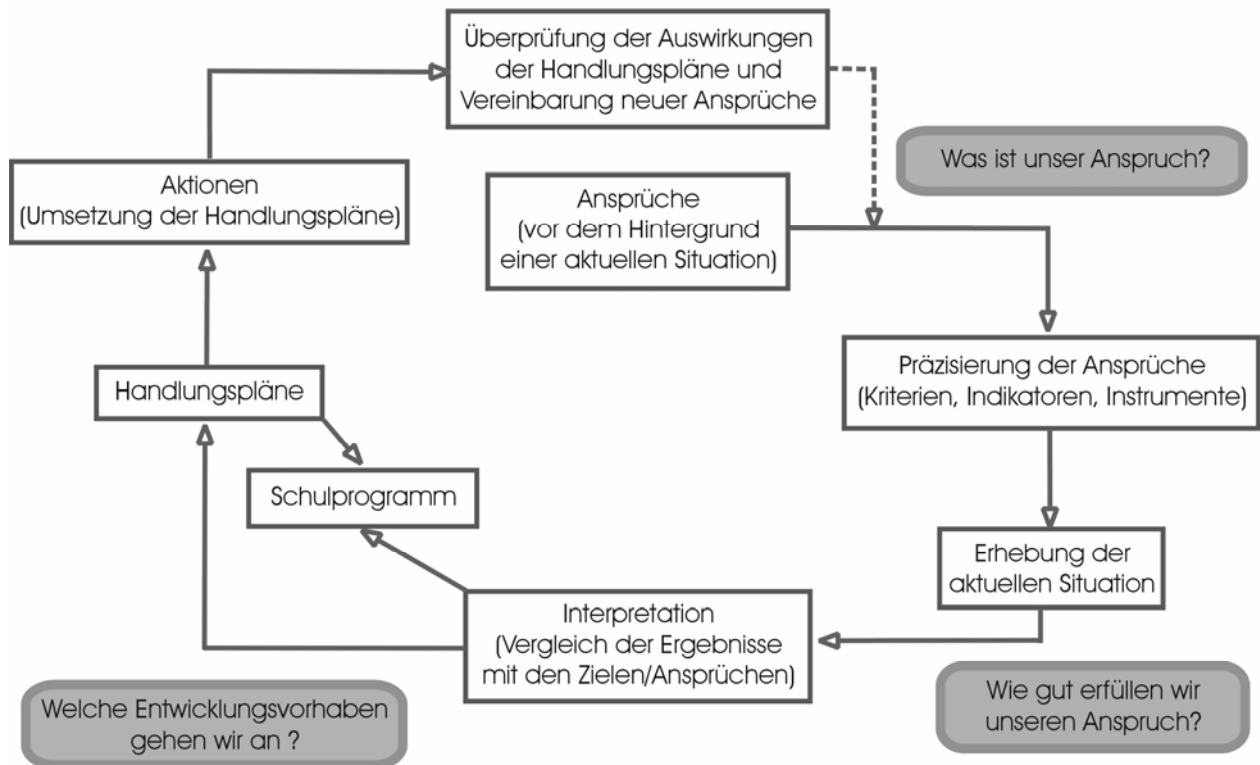 Überprüfung der Auswirkungen
der Handlungspläne und
Vereinbarung neuer Ansprüche
Was ist unser Anspruch?
Aktionen
(Umsetzung der Handlungspläne)
Ansprüche
(vor dem Hintergrund
einer aktuellen Situation)
Präzisierung der Ansprüche
(Kriterien, Indikatoren, Instrumente)
Handlungspläne
Schulprogramm
Erhebung der
aktuellen Situation
Interpretation
(Vergleich der Ergebnisse
mit den Zielen/Ansprüchen)
Wie gut erfüllen wir
unseren Anspruch?
Welche Entwicklungsvorhaben
gehen wir an ?